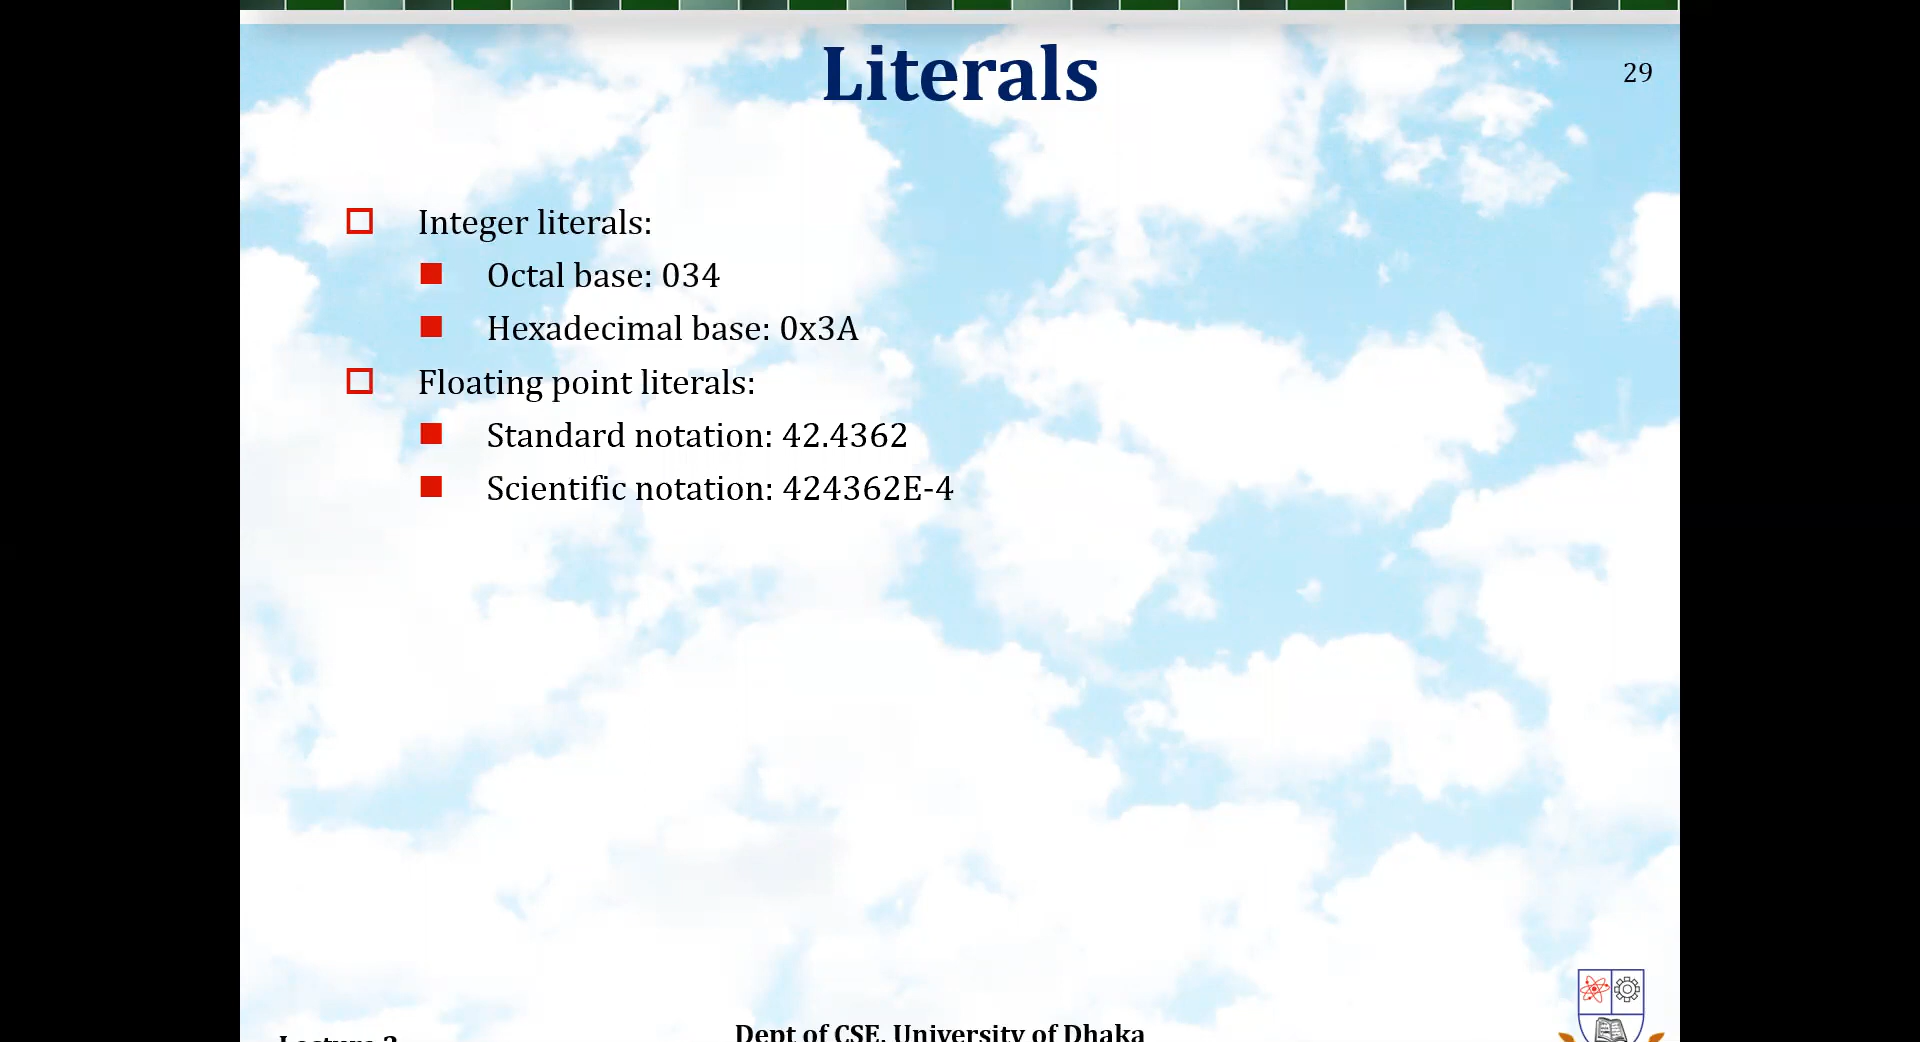 Literals
29
Integer literals:
Octal base: 034
Hexadecimal base: 0x3A
Floating point literals:
Standard notation: 42.4362
Scientific notation: 424362E-4
Dept of CSE, University of Dhaka